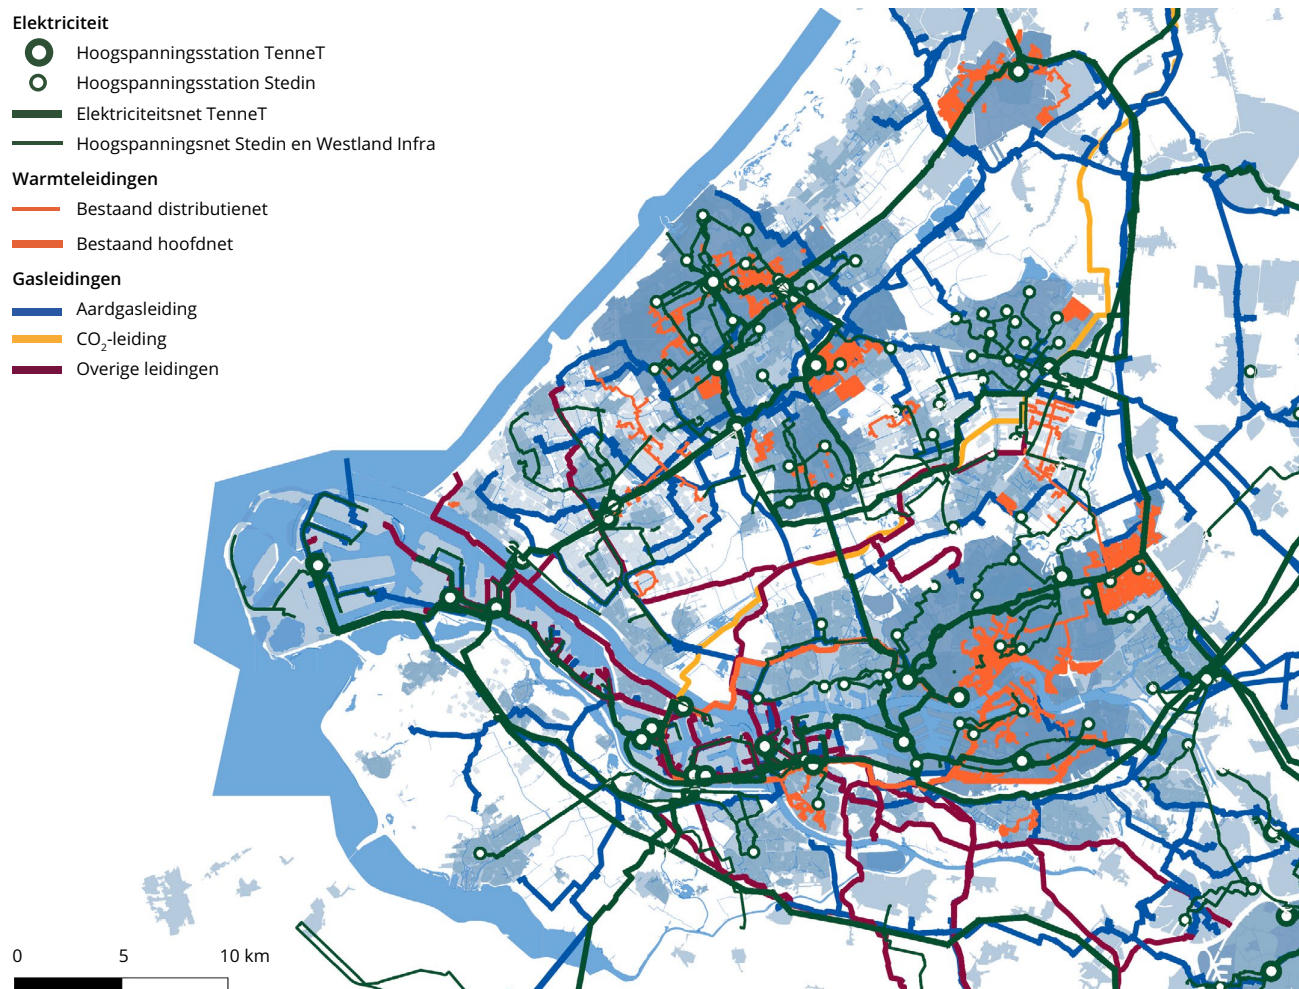 Elektriciteit
Hoogspanningsstation TenneT
Hoogspanningsstation Stedin
Elektriciteitsnet TenneT
Hoogspanningsnet Stedin en Westland Infra
Warmteleidingen
Bestaand distributienet
Bestaand hoofdnet
Gasleidingen
Aardgasleiding
CO2-leiding
Overige leidingen
0 5 10 km